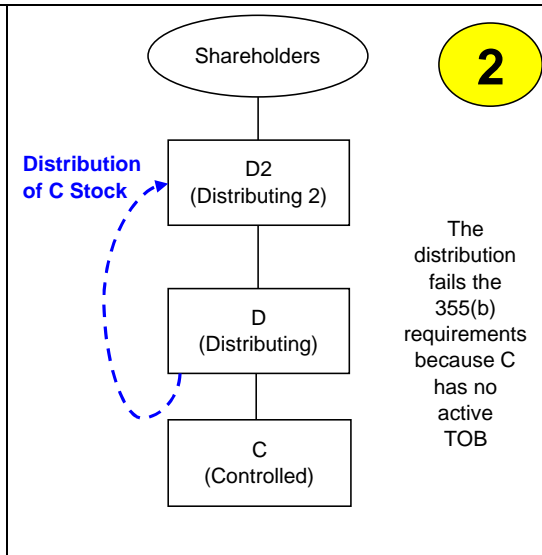 Shareholders
2
Distribution
of C Stock
D2
(Distributing 2)
The
distribution
fails the
355(b)
requirements
because C
has no
active
TOB
D
(Distributing)
C
(Controlled)